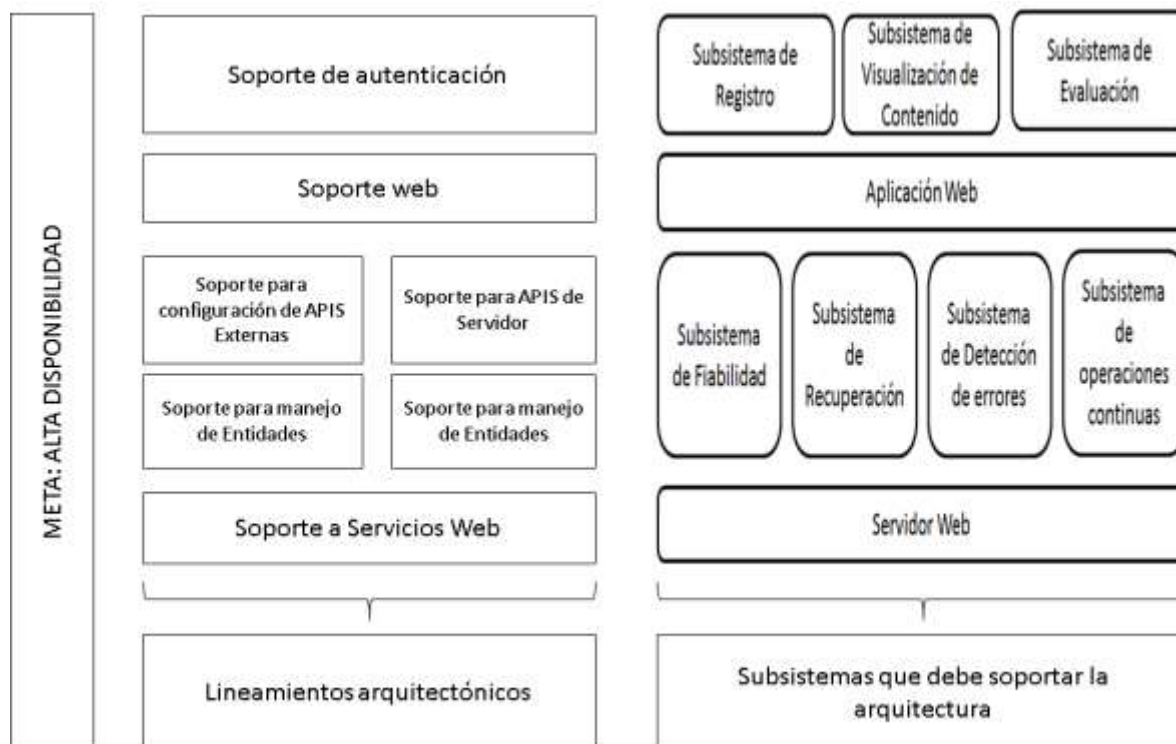 META: ALTA DISPONIBILIDAD
Soporte de autenticación
Soporte web
Soporte para
configuración de APIS
Externas
Soporte para APIS de
Servidor
Soporte para manejo
de Entidades
Soporte para manejo
de Entidades
Soporte a Servicios Web
Lineamientos arquitectónicos
Subsistema de
Registro
Subsistema de
Visualización de
Contenido
Subsistema de
Evaluación
Aplicación Web
Subsistema
de Fiabilidad
Subsistema
de
Recuperación
Subsistema
de Detección
de errores
Subsistema
de
operaciones
continuas
Servidor Web
Subsistemas que debe soportar la
arquitectura